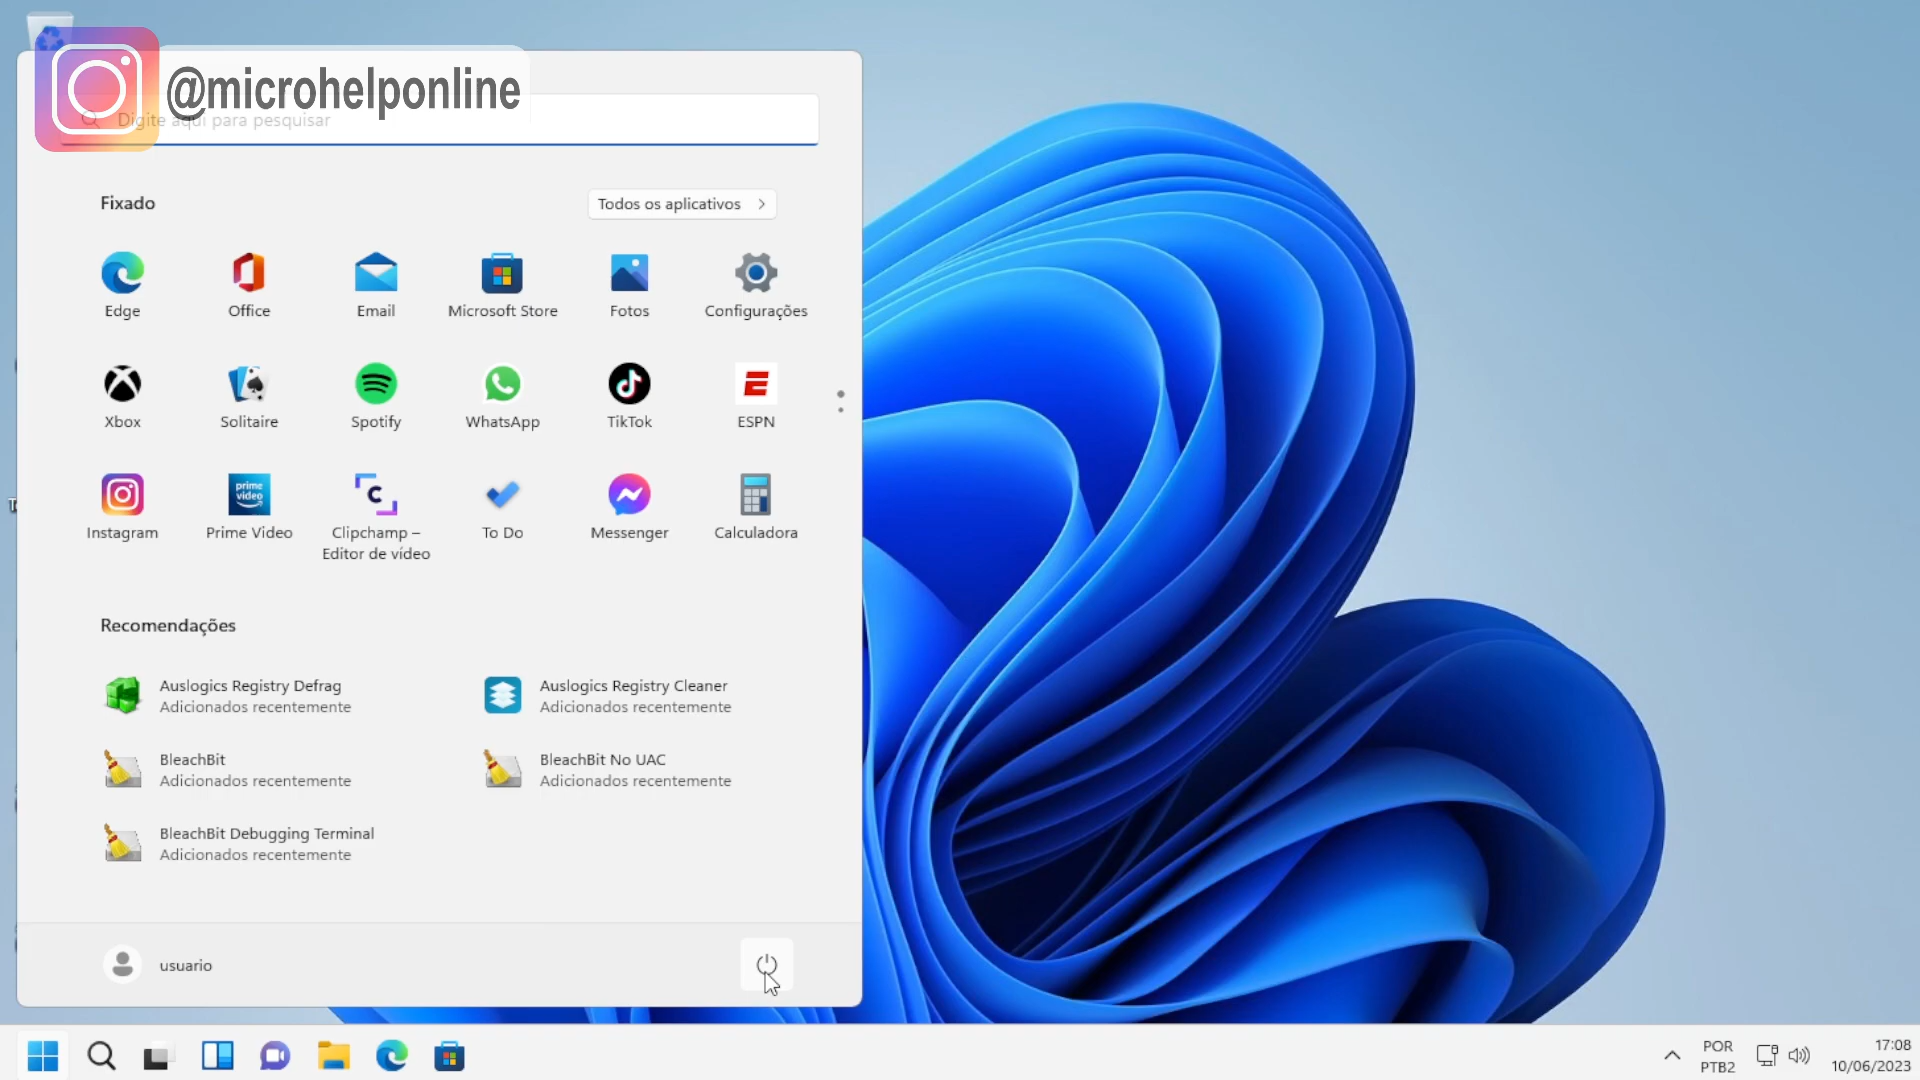 @microhelponline
Digite aqui para pesquisar
Fixado
Todos os aplicativos
Edge
Office
Email
Microsoft Store
Fotos
Configurações
Xbox
Solitaire
Spotify
WhatsApp
TikTok
ESPN
prime
video
Instagram
Prime Video
Clipchamp –
Editor de vídeo
To Do
Messenger
Calculadora
Recomendações
Auslogics Registry Defrag
Adicionados recentemente
Auslogics Registry Cleaner
Adicionados recentemente
BleachBit
Adicionados recentemente
BleachBit No UAC
Adicionados recentemente
BleachBit Debugging Terminal
Adicionados recentemente
usuario
POR
PTB2
17:08
10/06/2023